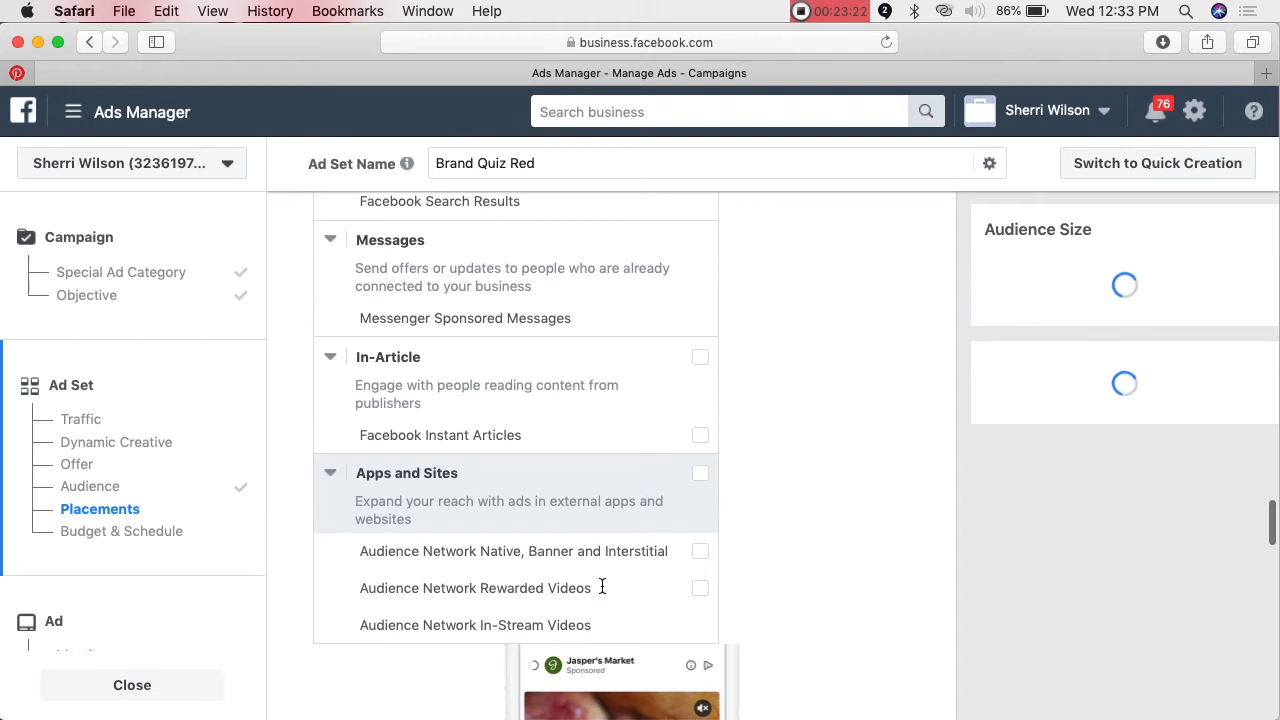 Safari File Edit View History Bookmarks Window Help 00:23:22 2 86% Wed 12:33 PM
business.facebook.com
Ads Manager - Manage Ads - Campaigns
Ads Manager Search business Sherri Wilson 76
Sherri Wilson (3236197... Ad Set Name Brand Quiz Red Switch to Quick Creation
Campaign
Special Ad Category
Objective
Ad Set
Traffic
Dynamic Creative
Offer
Audience
Placements
Budget & Schedule
Ad
Close
Facebook Search Results
Messages
Send offers or updates to people who are already
connected to your business
Messenger Sponsored Messages
In-Article
Engage with people reading content from
publishers
Facebook Instant Articles
Apps and Sites
Expand your reach with ads in external apps and
websites
Audience Network Native, Banner and Interstitial
Audience Network Rewarded Videos
Audience Network In-Stream Videos
Jasper's Market
Sponsored
Audience Size